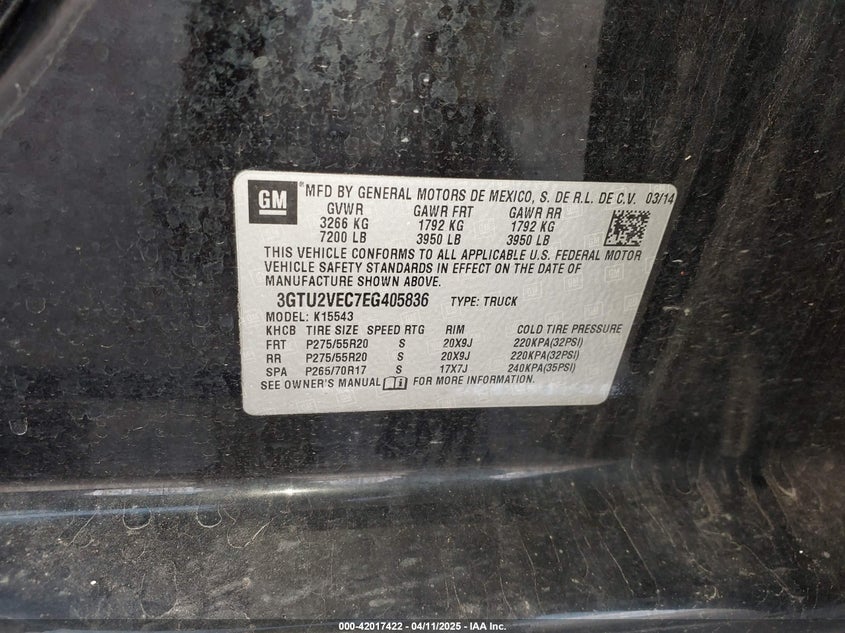 GM ® MFD BY GENERAL MOTORS DE MEXICO, S. DE R.L. DE C.V. 03/14
GVWR GAWR FRT GAWR RR
3266 KG 1792 KG 1792 KG
7200 LB 3950 LB 3950 LB
THIS VEHICLE CONFORMS TO ALL APPLICABLE U.S. FEDERAL MOTOR
VEHICLE SAFETY STANDARDS IN EFFECT ON THE DATE OF
MANUFACTURE SHOWN ABOVE.
3GTU2VEC7EG405836 TYPE: TRUCK
MODEL: K15543
KHCB TIRE SIZE SPEED RTG RIM COLD TIRE PRESSURE
FRT P275/55R20 S 20X9J 220KPA(32PSI)
RR P275/55R20 S 20X9J 220KPA(32PSI)
SPA P265/70R17 S 17X7J 240KPA(35PSI)
SEE OWNER'S MANUAL FOR MORE INFORMATION.
000-42017422 - 04/11/2025 - IAA Inc.